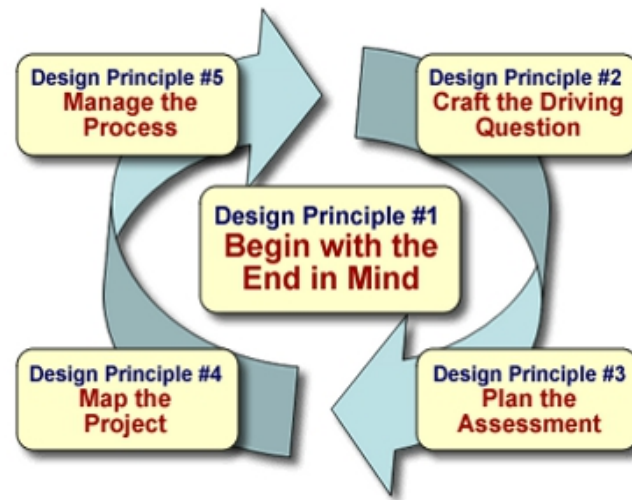 Design Principle #5
Manage the
Process
Design Principle #2
Craft the Driving
Question
Design Principle #1
Begin with the
End in Mind
Design Principle #4
Map the
Project
Design Principle #3
Plan the
Assessment